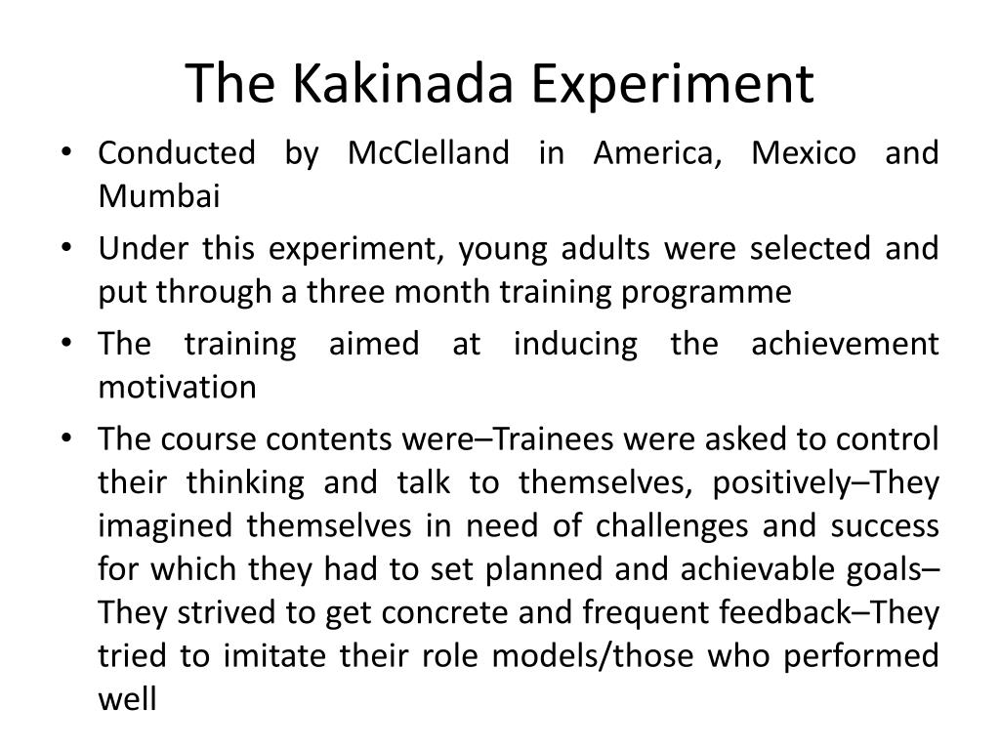 The Kakinada Experiment
• Conducted by McClelland in America, Mexico and
Mumbai
• Under this experiment, young adults were selected and
put through a three month training programme
• The training aimed at inducing the achievement
motivation
• The course contents were–Trainees were asked to control
their thinking and talk to themselves, positively–They
imagined themselves in need of challenges and success
for which they had to set planned and achievable goals–
They strived to get concrete and frequent feedback–They
tried to imitate their role models/those who performed
well